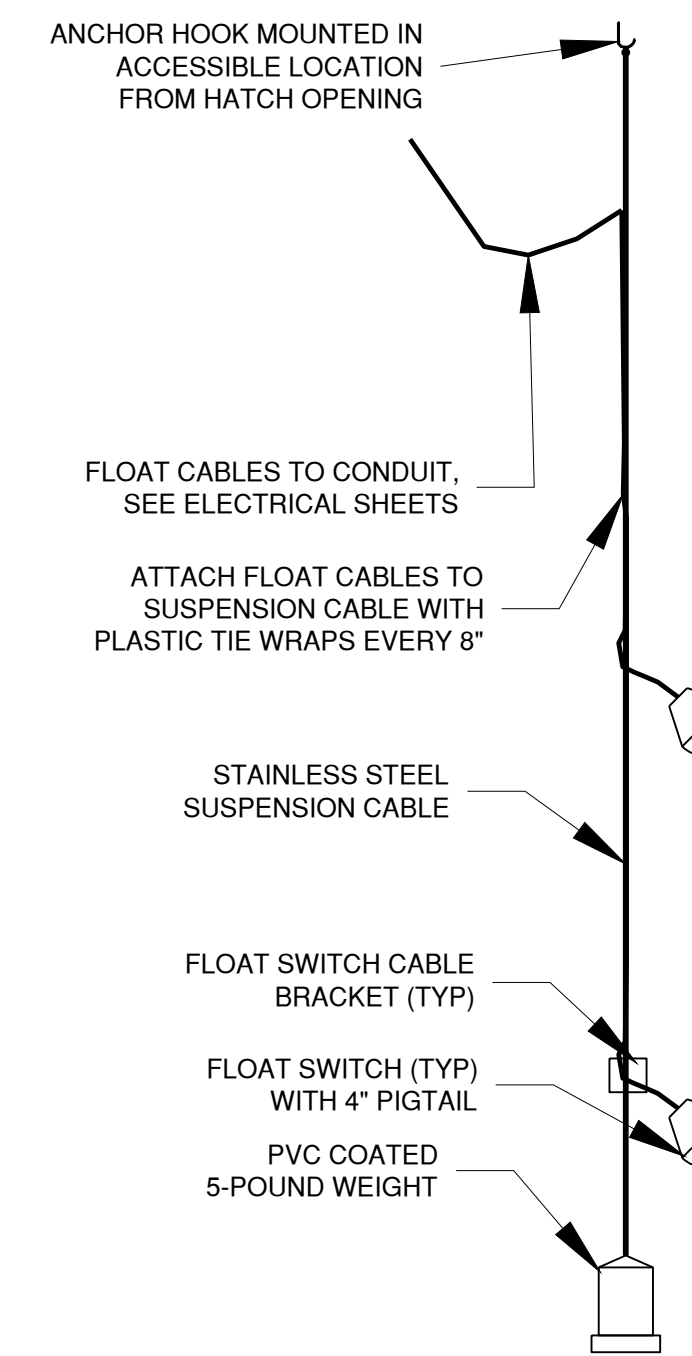 ANCHOR HOOK MOUNTED IN
ACCESSIBLE LOCATION
FROM HATCH OPENING
FLOAT CABLES TO CONDUIT,
SEE ELECTRICAL SHEETS
ATTACH FLOAT CABLES TO
SUSPENSION CABLE WITH
PLASTIC TIE WRAPS EVERY 8"
STAINLESS STEEL
SUSPENSION CABLE
FLOAT SWITCH CABLE
BRACKET (TYP)
FLOAT SWITCH (TYP)
WITH 4" PIGTAIL
PVC COATED
5-POUND WEIGHT